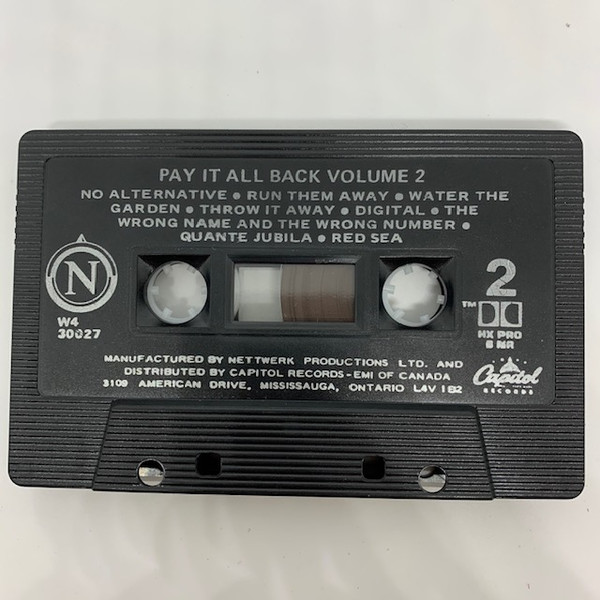 PAY IT ALL BACK VOLUME 2
NO ALTERNATIVE ● RUN THEM AWAY ● WATER THE
GARDEN ● THROW IT AWAY ● DIGITAL ● THE
WRONG NAME AND THE WRONG NUMBER ●
QUANTE JUBILA ● RED SEA
N
W4
30027
2
TM
HX PRO
B NR
MANUFACTURED BY NETTWERK PRODUCTIONS LTD. AND
DISTRIBUTED BY CAPITOL RECORDS-EMI OF CANADA
3109 AMERICAN DRIVE, MISSISSAUGA, ONTARIO L4V 1B2
Capitol
RECORDS